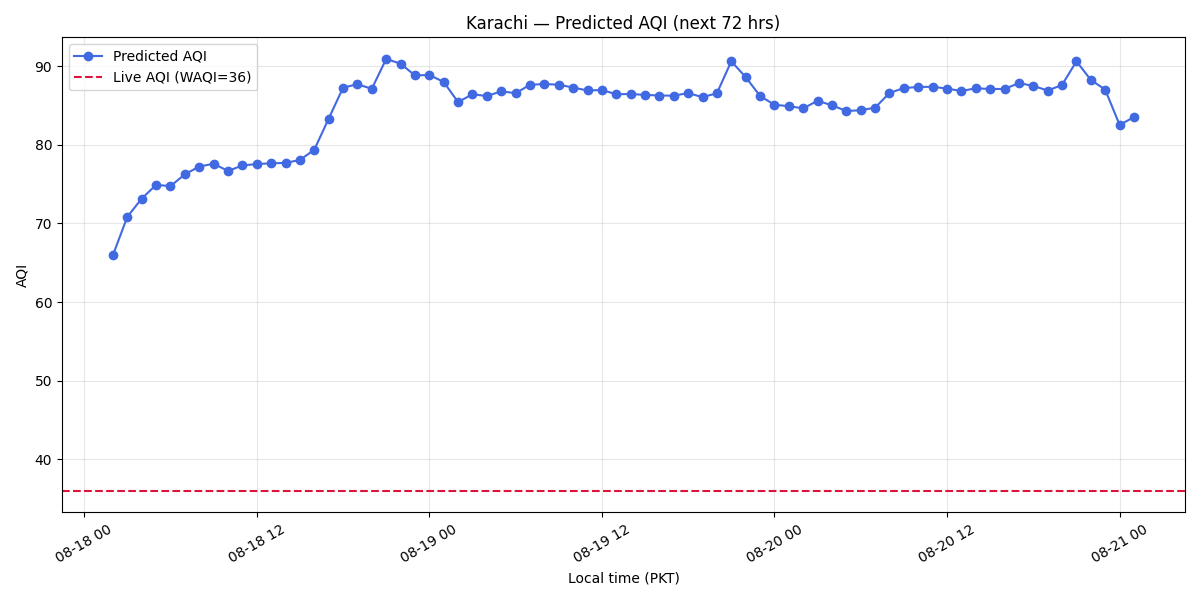 Karachi — Predicted AQI (next 72 hrs)
Predicted AQI
Live AQI (WAQI=36)
AQI
90
80
70
60
50
40
08-18 00
08-18 12
08-19 00
08-19 12
08-20 00
08-20 12
08-21 00
Local time (PKT)